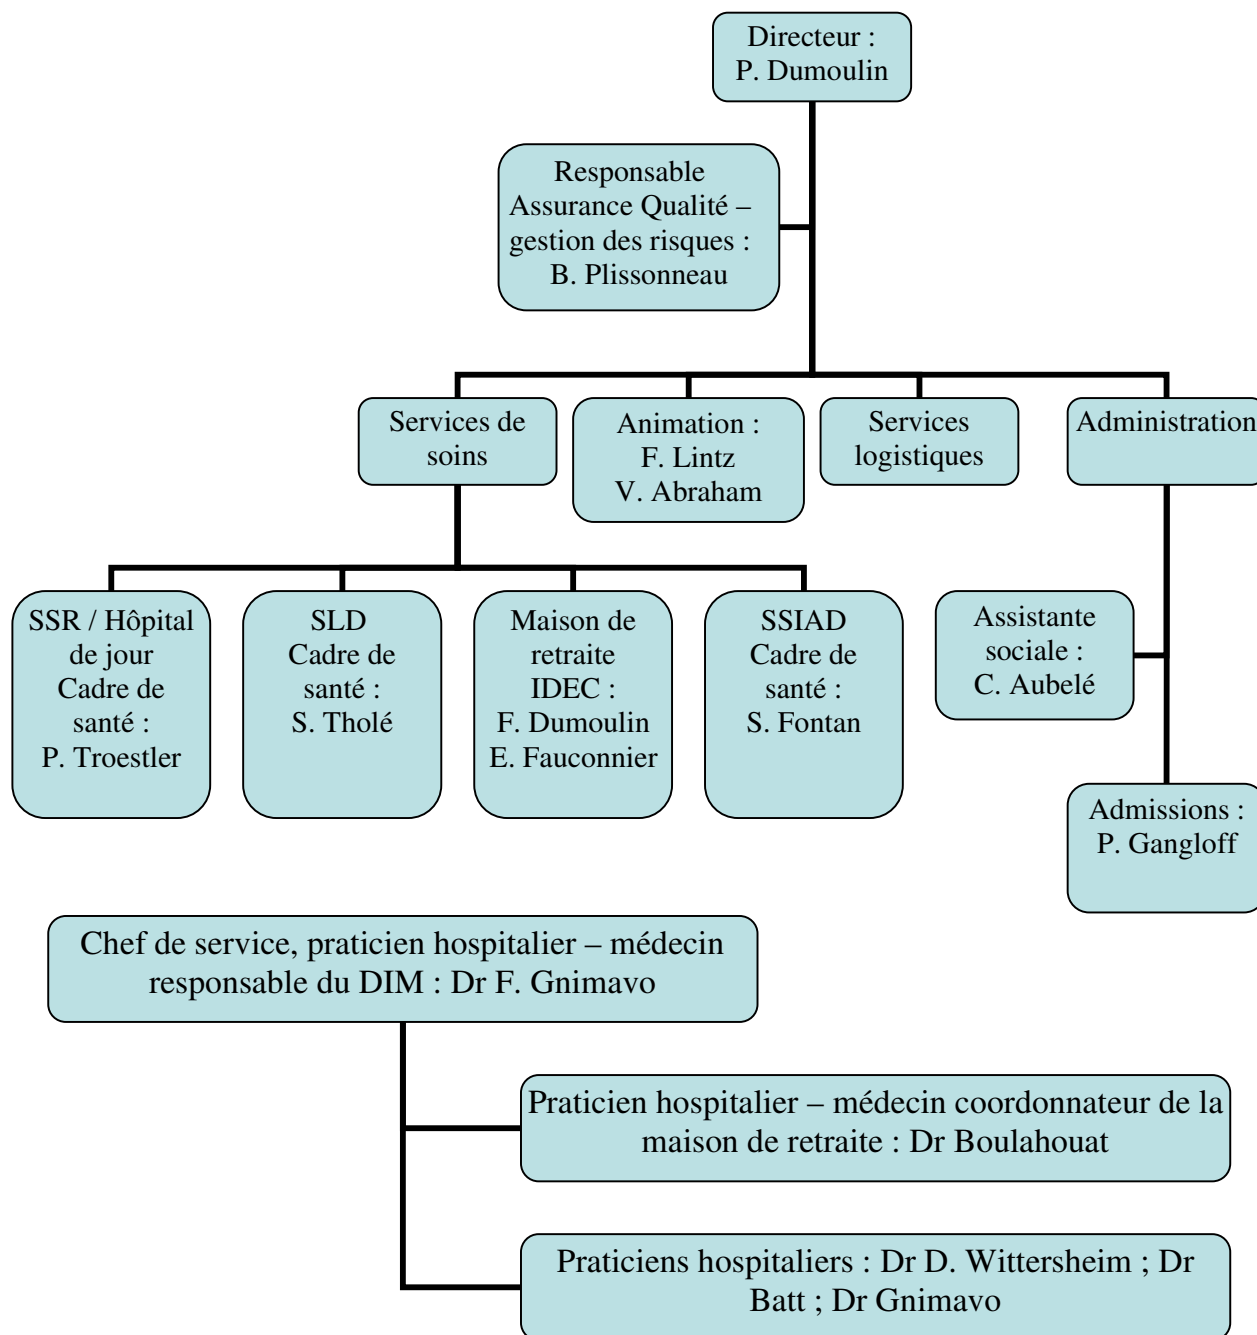 Directeur :
P. Dumoulin
Responsable
Assurance Qualité –
gestion des risques :
B. Plissonneau
Services de
soins
Animation :
F. Lintz
V. Abraham
Services
logistiques
Administration
SSR / Hôpital
de jour
Cadre de
santé :
P. Troestler
SLD
Cadre de
santé :
S. Tholé
Maison de
retraite
IDEC :
F. Dumoulin
E. Fauconnier
SSIAD
Cadre de
santé :
S. Fontan
Assistante
sociale :
C. Aubelé
Admissions :
P. Gangloff
Chef de service, praticien hospitalier – médecin
responsable du DIM : Dr F. Gnimavo
Praticien hospitalier – médecin coordonnateur de la
maison de retraite : Dr Boulahouat
Praticiens hospitaliers : Dr D. Wittersheim ; Dr
Batt ; Dr Gnimavo